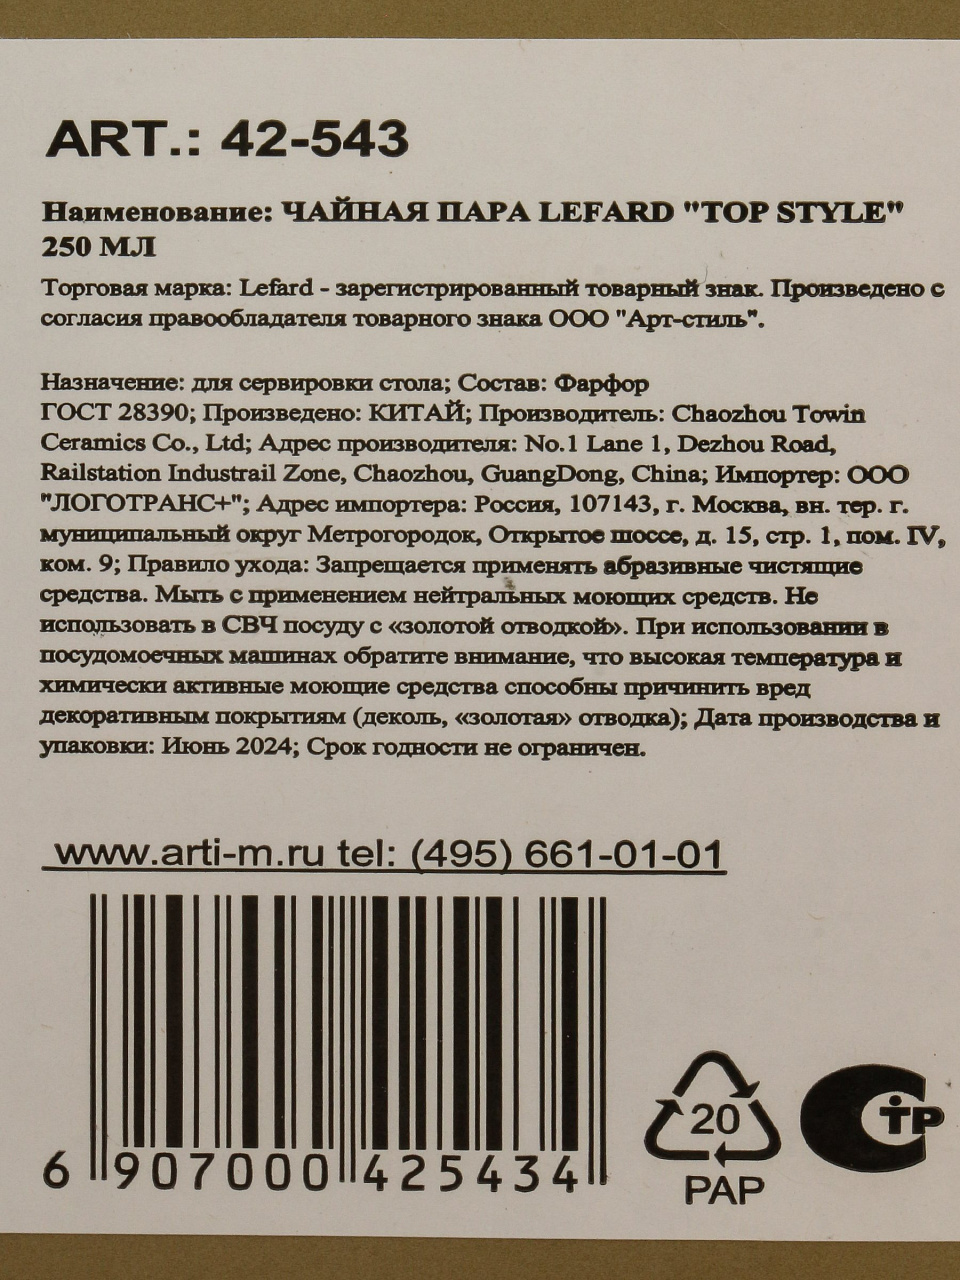 ART.: 42-543
Наименование: ЧАЙНАЯ ПАРА LEFARD "TOP STYLE"
250 МЛ
Торговая марка: Lefard - зарегистрированный товарный знак. Произведено с
согласия правообладателя товарного знака ООО "Арт-стиль".
Назначение: для сервировки стола; Состав: Фарфор
ГОСТ 28390; Произведено: КИТАЙ; Производитель: Chaozhou Towin
Ceramics Co., Ltd; Адрес производителя: No.1 Lane 1, Dezhou Road,
Railstation Industrail Zone, Chaozhou, GuangDong, China; Импортер: ООО
"ЛОГОТРАНС+"; Адрес импортера: Россия, 107143, г. Москва, вн. тер. г.
муниципальный округ Метрогородок, Открытое шоссе, д. 15, стр. 1, пом. IV,
ком. 9; Правило ухода: Запрещается применять абразивные чистящие
средства. Мыть с применением нейтральных моющих средств. Не
использовать в СВЧ посуду с «золотой отводкой». При использовании в
посудомоечных машинах обратите внимание, что высокая температура и
химически активные моющие средства способны причинить вред
декоративным покрытиям (деколь, «золотая» отводка); Дата производства и
упаковки: Июнь 2024; Срок годности не ограничен.
www.arti-m.ru tel: (495) 661-01-01
6 907000 425434
20
PAP
СТР